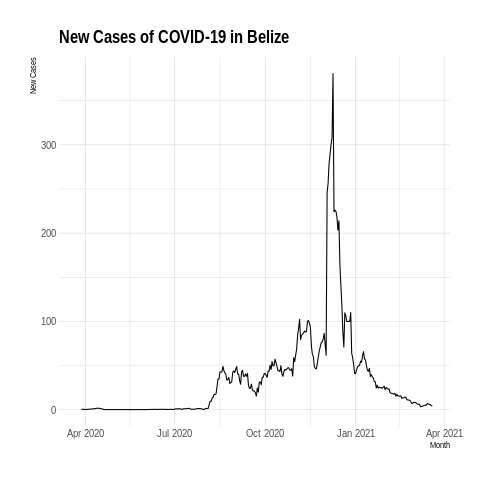 New Cases of COVID-19 in Belize
New Cases
300
200
100
0
Apr 2020 Jul 2020 Oct 2020 Jan 2021 Apr 2021
Month